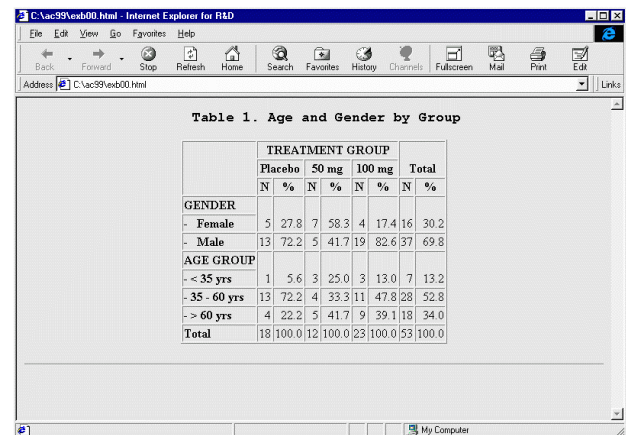 C:\ac99\exb00.html - Internet Explorer for R&D
File Edit View Go Favorites Help
Back Forward Stop Refresh Home Search Favorites History Channels Fullscreen Mail Print Edit
Address C:\ac99\exb00.html Links
Table 1. Age and Gender by Group
TREATMENT GROUP
Placebo 50 mg 100 mg Total
N % N % N % N %
GENDER
- Female 5 27.8 7 58.3 4 17.4 16 30.2
- Male 13 72.2 5 41.7 19 82.6 37 69.8
AGE GROUP
- < 35 yrs 1 5.6 3 25.0 3 13.0 7 13.2
- 35 - 60 yrs 13 72.2 4 33.3 11 47.8 28 52.8
- > 60 yrs 4 22.2 5 41.7 9 39.1 18 34.0
Total 18 100.0 12 100.0 23 100.0 53 100.0
My Computer